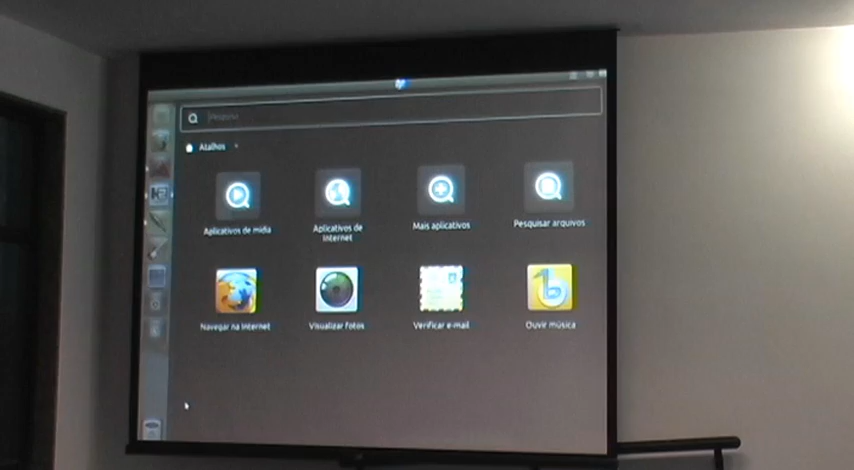 Pesquisa
Atalhos
Aplicativos de mídia
Aplicativos de
Internet
Mais aplicativos
Pesquisar arquivos
Navegar na Internet
Visualizar fotos
Verificar e-mail
Ouvir música